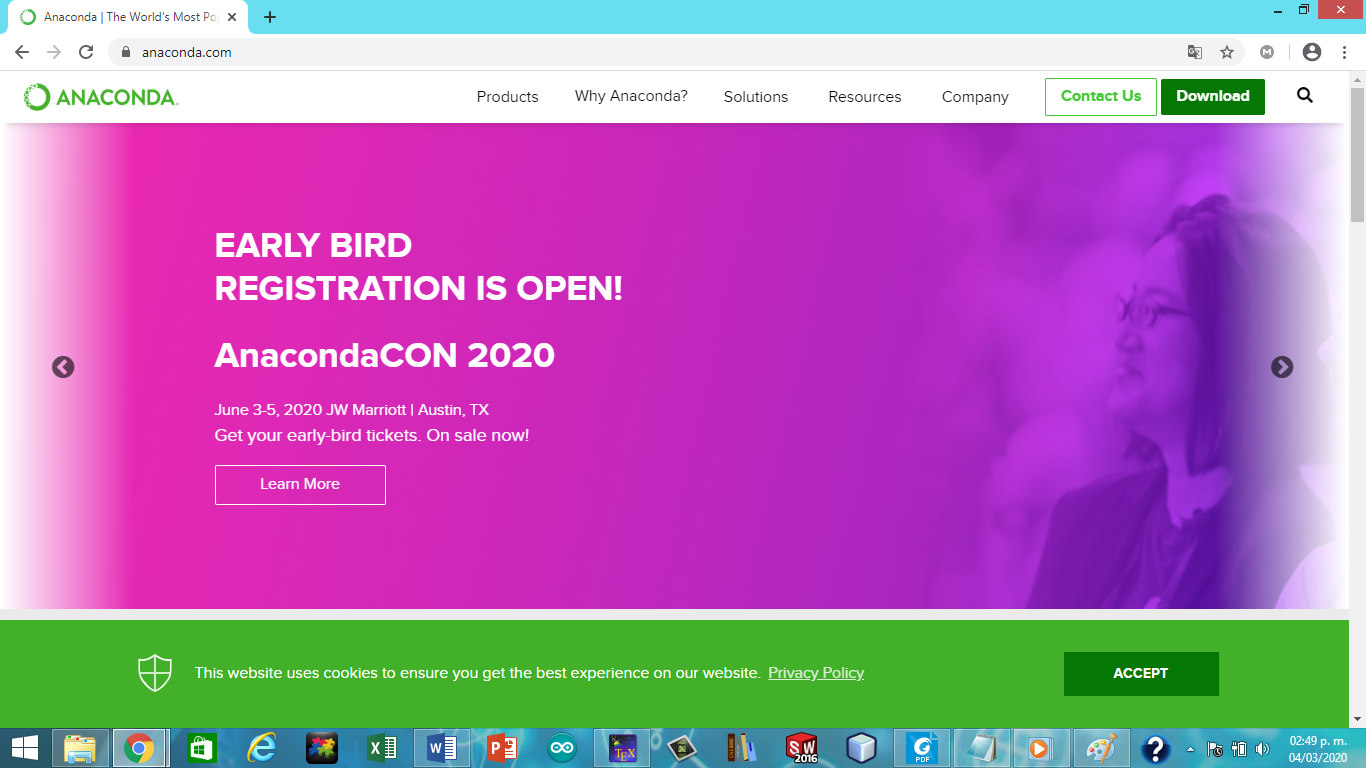 Anaconda | The World's Most Po
anaconda.com
ANACONDA.
Products
Why Anaconda?
Solutions
Resources
Company
Contact Us
Download
EARLY BIRD
REGISTRATION IS OPEN!
AnacondaCON 2020
June 3-5, 2020 JW Marriott | Austin, TX
Get your early-bird tickets. On sale now!
Learn More
This website uses cookies to ensure you get the best experience on our website. Privacy Policy
ACCEPT
TEX
CALIBRE
SW
2016
PDF
02:49 p. m.
04/03/2020